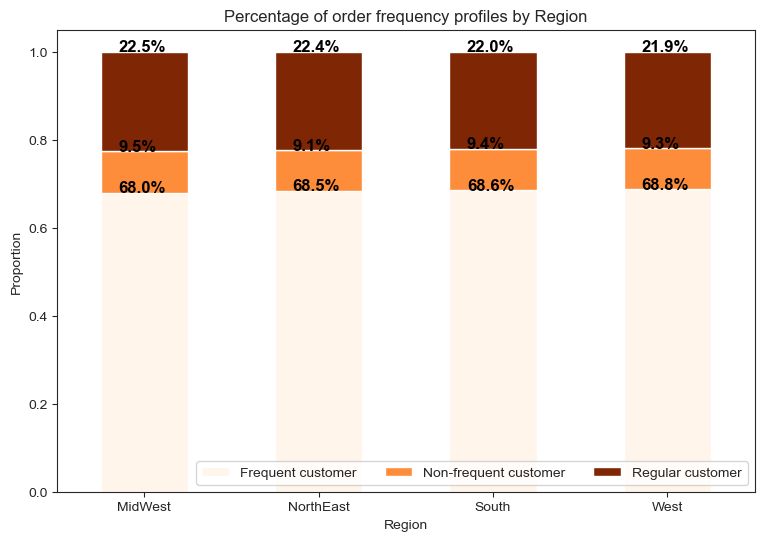 Percentage of order frequency profiles by Region
1.0
0.8
0.6
0.4
0.2
0.0
Proportion
22.5% 22.4% 22.0% 21.9%
9.5% 9.1% 9.4% 9.3%
68.0% 68.5% 68.6% 68.8%
Frequent customer Non-frequent customer Regular customer
MidWest NorthEast South West
Region